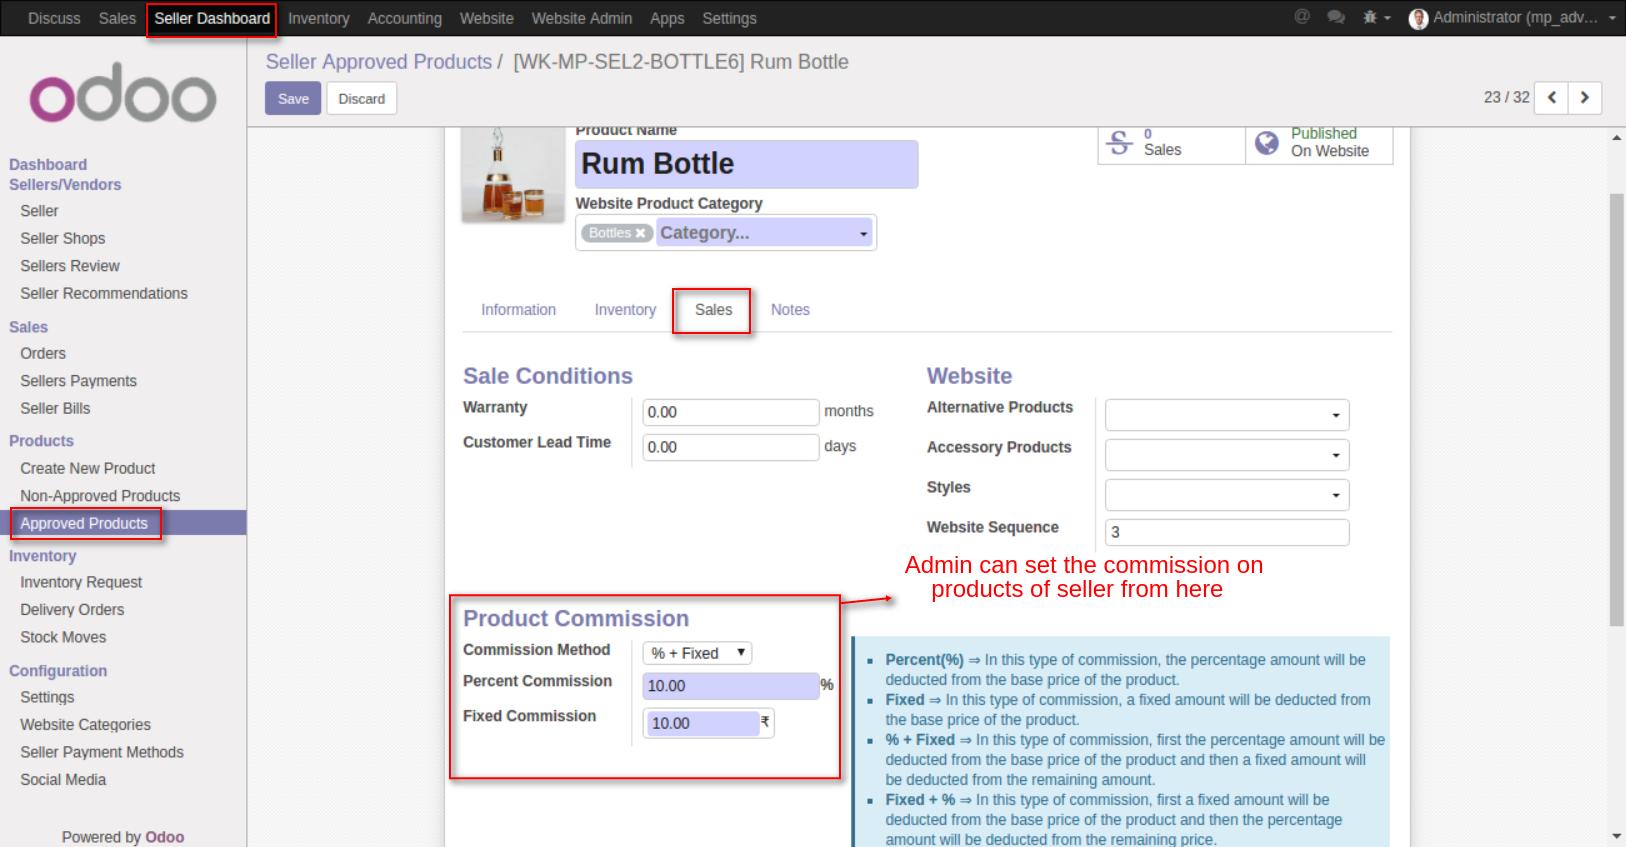 Discuss Sales Seller Dashboard Inventory Accounting Website Website Admin Apps Settings @ Administrator (mp_adv...
odoo
Seller Approved Products / [WK-MP-SEL2-BOTTLE6] Rum Bottle
Save Discard 23 / 32
Dashboard
Sellers/Vendors
Seller
Seller Shops
Sellers Review
Seller Recommendations
Sales
Orders
Sellers Payments
Seller Bills
Products
Create New Product
Non-Approved Products
Approved Products
Inventory
Inventory Request
Delivery Orders
Stock Moves
Configuration
Settings
Website Categories
Seller Payment Methods
Social Media
Powered by Odoo
Product Name
Rum Bottle
0
Sales
Published
On Website
Website Product Category
Bottles Category...
Information Inventory Sales Notes
Sale Conditions
Warranty 0.00 months
Customer Lead Time 0.00 days
Website
Alternative Products
Accessory Products
Styles
Website Sequence 3
Admin can set the commission on
products of seller from here
Product Commission
Commission Method % + Fixed
Percent Commission 10.00 %
Fixed Commission 10.00 ₹
▪ Percent(%) ⇒ In this type of commission, the percentage amount will be
deducted from the base price of the product.
▪ Fixed ⇒ In this type of commission, a fixed amount will be deducted from
the base price of the product.
▪ % + Fixed ⇒ In this type of commission, first the percentage amount will be
deducted from the base price of the product and then a fixed amount will
be deducted from the remaining amount.
▪ Fixed + % ⇒ In this type of commission, first a fixed amount will be
deducted from the base price of the product and then the percentage
amount will be deducted from the remaining price.